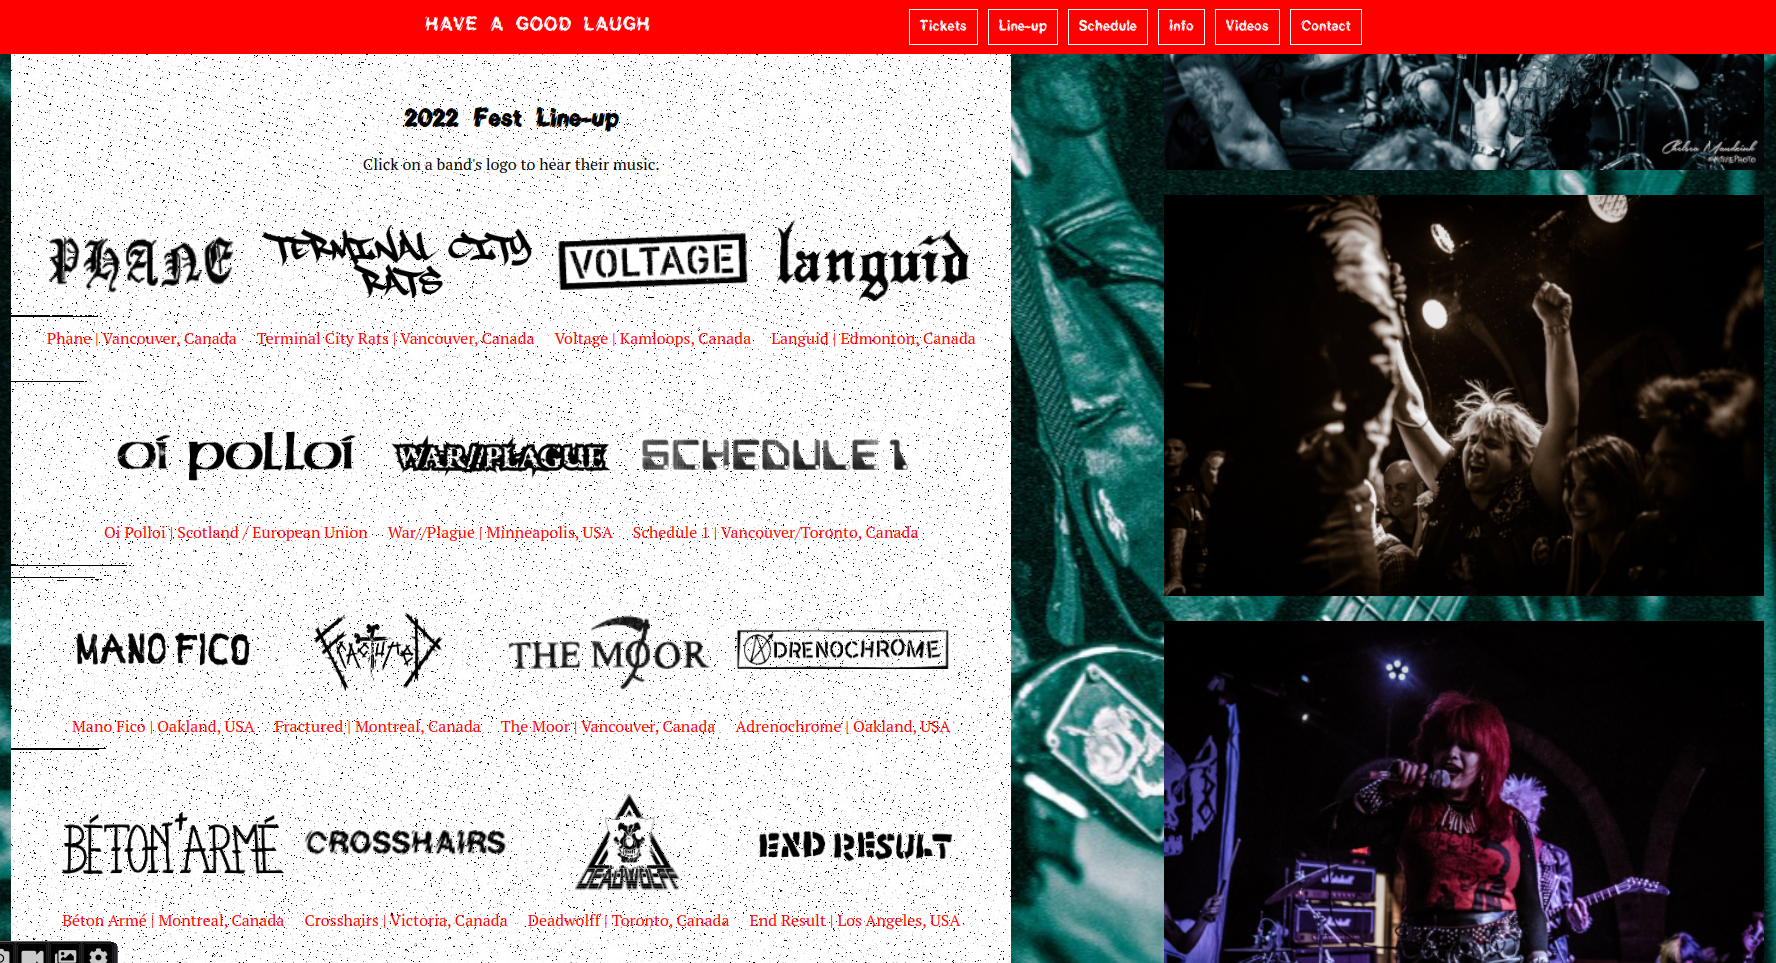 HAVE A GOOD LAUGH
Tickets
Line-up
Schedule
Info
Videos
Contact
2022 Fest Line-up
Click on a band's logo to hear their music.
PHANE
TERMINAL CITY
RATS
VOLTAGE
languid
Phane | Vancouver, Canada
Terminal City Rats | Vancouver, Canada
Voltage | Kamloops, Canada
Languid | Edmonton, Canada
oi polloi
WAR//PLAGUE
SCHEDULE 1
Oi Polloi | Scotland / European Union
War//Plague | Minneapolis, USA
Schedule 1 | Vancouver/Toronto, Canada
MANO FICO
FRACTURED
THE MOOR
ADRENOCHROME
Mano Fico | Oakland, USA
Fractured | Montreal, Canada
The Moor | Vancouver, Canada
Adrenochrome | Oakland, USA
BÉTON ARMÉ
CROSSHAIRS
DEADWOLFF
END RESULT
Béton Armé | Montreal, Canada
Crosshairs | Victoria, Canada
Deadwolff | Toronto, Canada
End Result | Los Angeles, USA